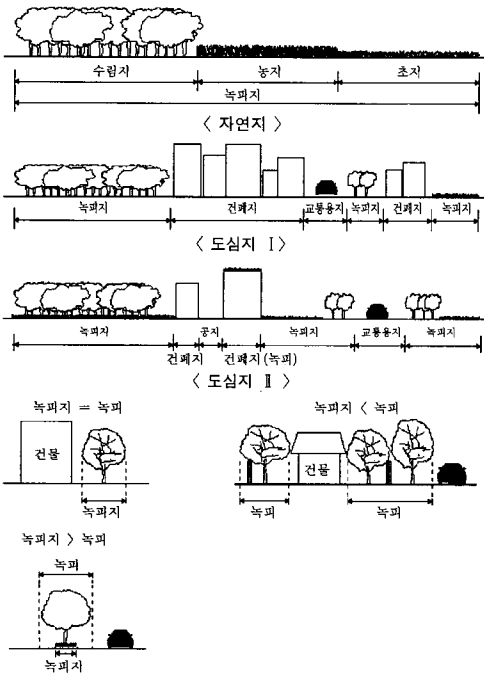 수림지 농지 초지
녹피지
〈 자연지 〉
녹피지 건폐지 교통용지 녹피지 건폐지 녹피지
〈 도심지 Ⅰ 〉
녹피지 공지 녹피지 교통용지 녹피지
건폐지 건폐지(녹피)
〈 도심지 Ⅱ 〉
녹피지 = 녹피 녹피지 < 녹피
건물 건물
녹피지 녹피 녹피
녹피지 > 녹피
녹피
녹피지